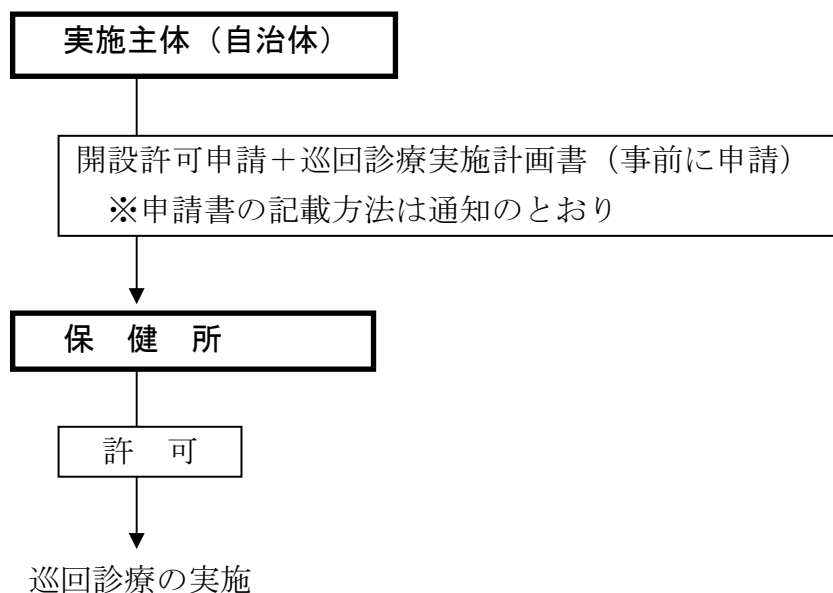 実施主体（自治体）
開設許可申請＋巡回診療実施計画書（事前に申請）
※申請書の記載方法は通知のとおり
保　健　所
許　可
巡回診療の実施